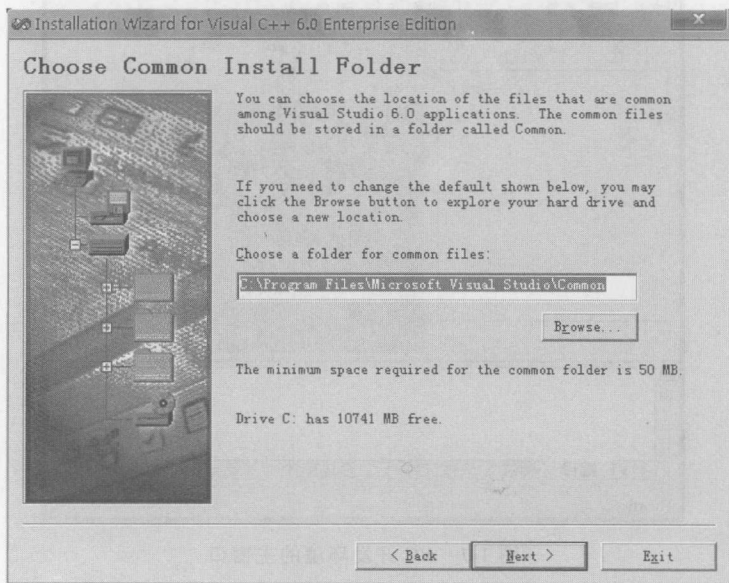 Installation Wizard for Visual C++ 6.0 Enterprise Edition
Choose Common Install Folder
You can choose the location of the files that are common
among Visual Studio 6.0 applications. The common files
should be stored in a folder called Common.
If you need to change the default shown below, you may
click the Browse button to explore your hard drive and
choose a new location.
Choose a folder for common files:
C:\Program Files\Microsoft Visual Studio\Common
Browse...
The minimum space required for the common folder is 50 MB.
Drive C: has 10741 MB free.
< Back
Next >
Exit